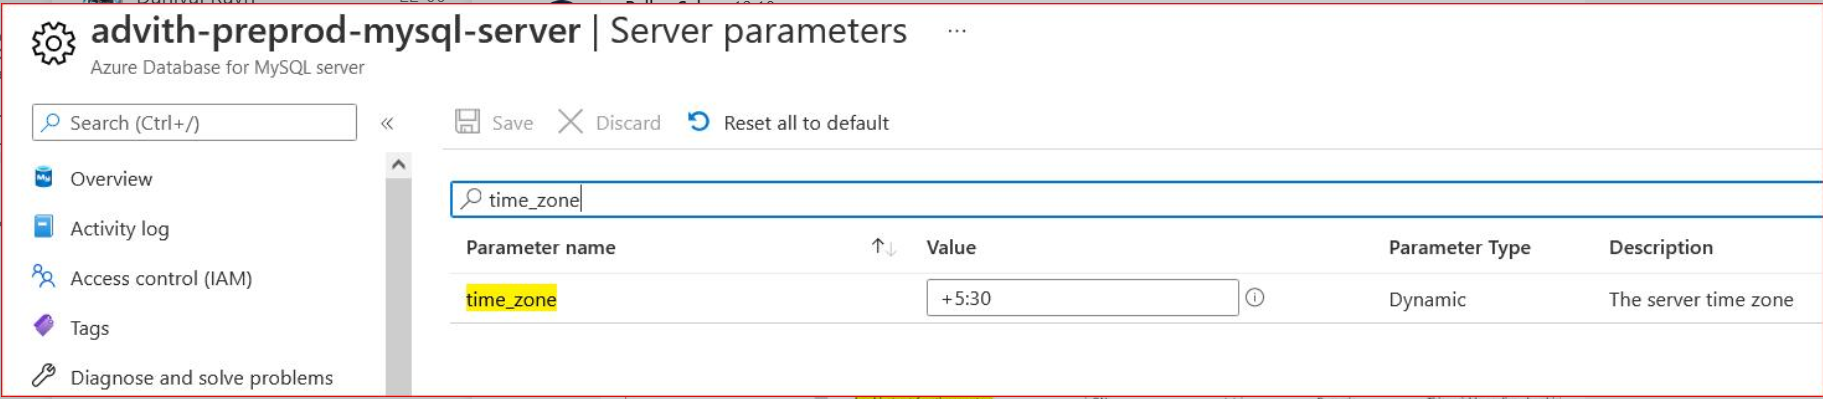 advith-preprod-mysql-server | Server parameters ...
Azure Database for MySQL server
Search (Ctrl+/) «
Save Discard Reset all to default
Overview
Activity log
Access control (IAM)
Tags
Diagnose and solve problems
time_zone
Parameter name ↑↓ Value Parameter Type Description
time_zone +5:30 Dynamic The server time zone